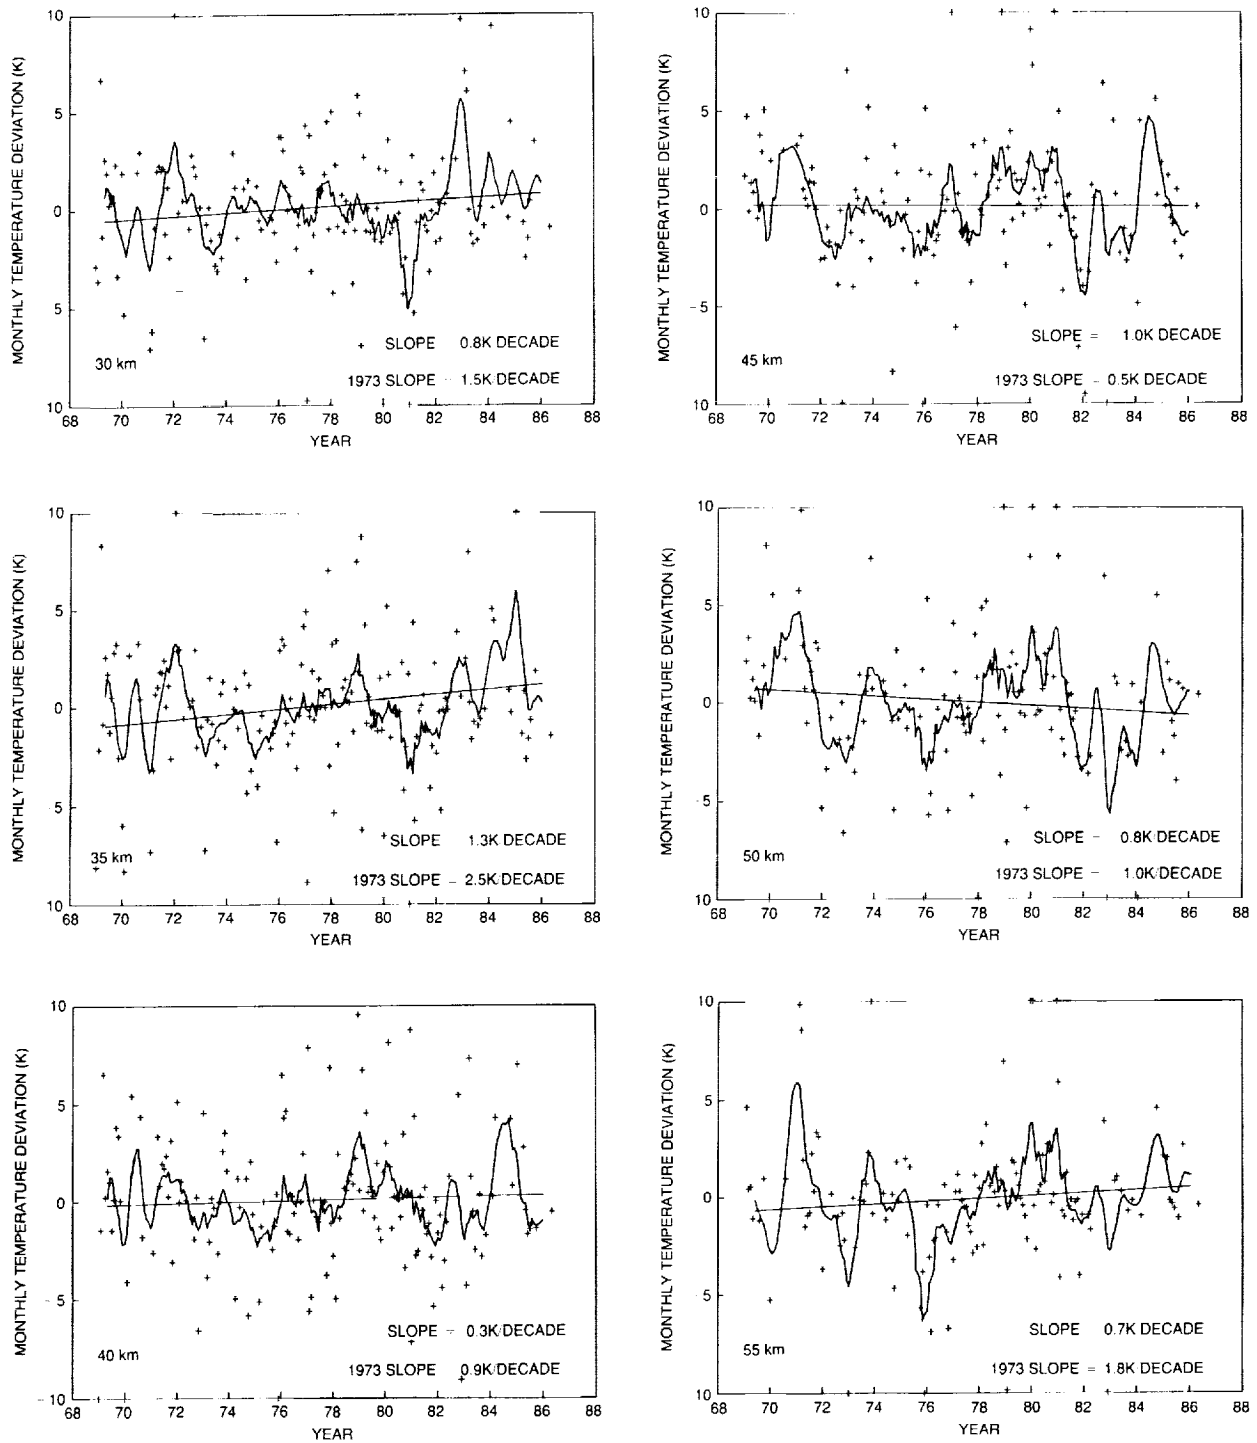 MONTHLY TEMPERATURE DEVIATION (K)
10
5
0
5
10
30 km
+ SLOPE 0.8K DECADE
1973 SLOPE - 1.5K/DECADE
68 70 72 74 76 78 80 82 84 86 88
YEAR
MONTHLY TEMPERATURE DEVIATION (K)
10
5
0
-5
-10
45 km
SLOPE = 1.0K DECADE
1973 SLOPE - 0.5K DECADE
68 70 72 74 76 78 80 82 84 86 88
YEAR
MONTHLY TEMPERATURE DEVIATION (K)
10
5
0
5
10
35 km
SLOPE 1.3K DECADE
1973 SLOPE - 2.5K/DECADE
68 70 72 74 76 78 80 82 84 86 88
YEAR
MONTHLY TEMPERATURE DEVIATION (K)
10
5
0
-5
10
50 km
SLOPE - 0.8K DECADE
1973 SLOPE - 1.0K/DECADE
68 70 72 74 76 78 80 82 84 86 88
YEAR
MONTHLY TEMPERATURE DEVIATION (K)
10
5
0
-5
-10
40 km
SLOPE - 0.3K/DECADE
1973 SLOPE 0.9K/DECADE
68 70 72 74 76 78 80 82 84 86 88
YEAR
MONTHLY TEMPERATURE DEVIATION (K)
10
5
0
5
10
55 km
SLOPE 0.7K DECADE
1973 SLOPE = 1.8K/DECADE
68 70 72 74 76 78 80 82 84 86 88
YEAR